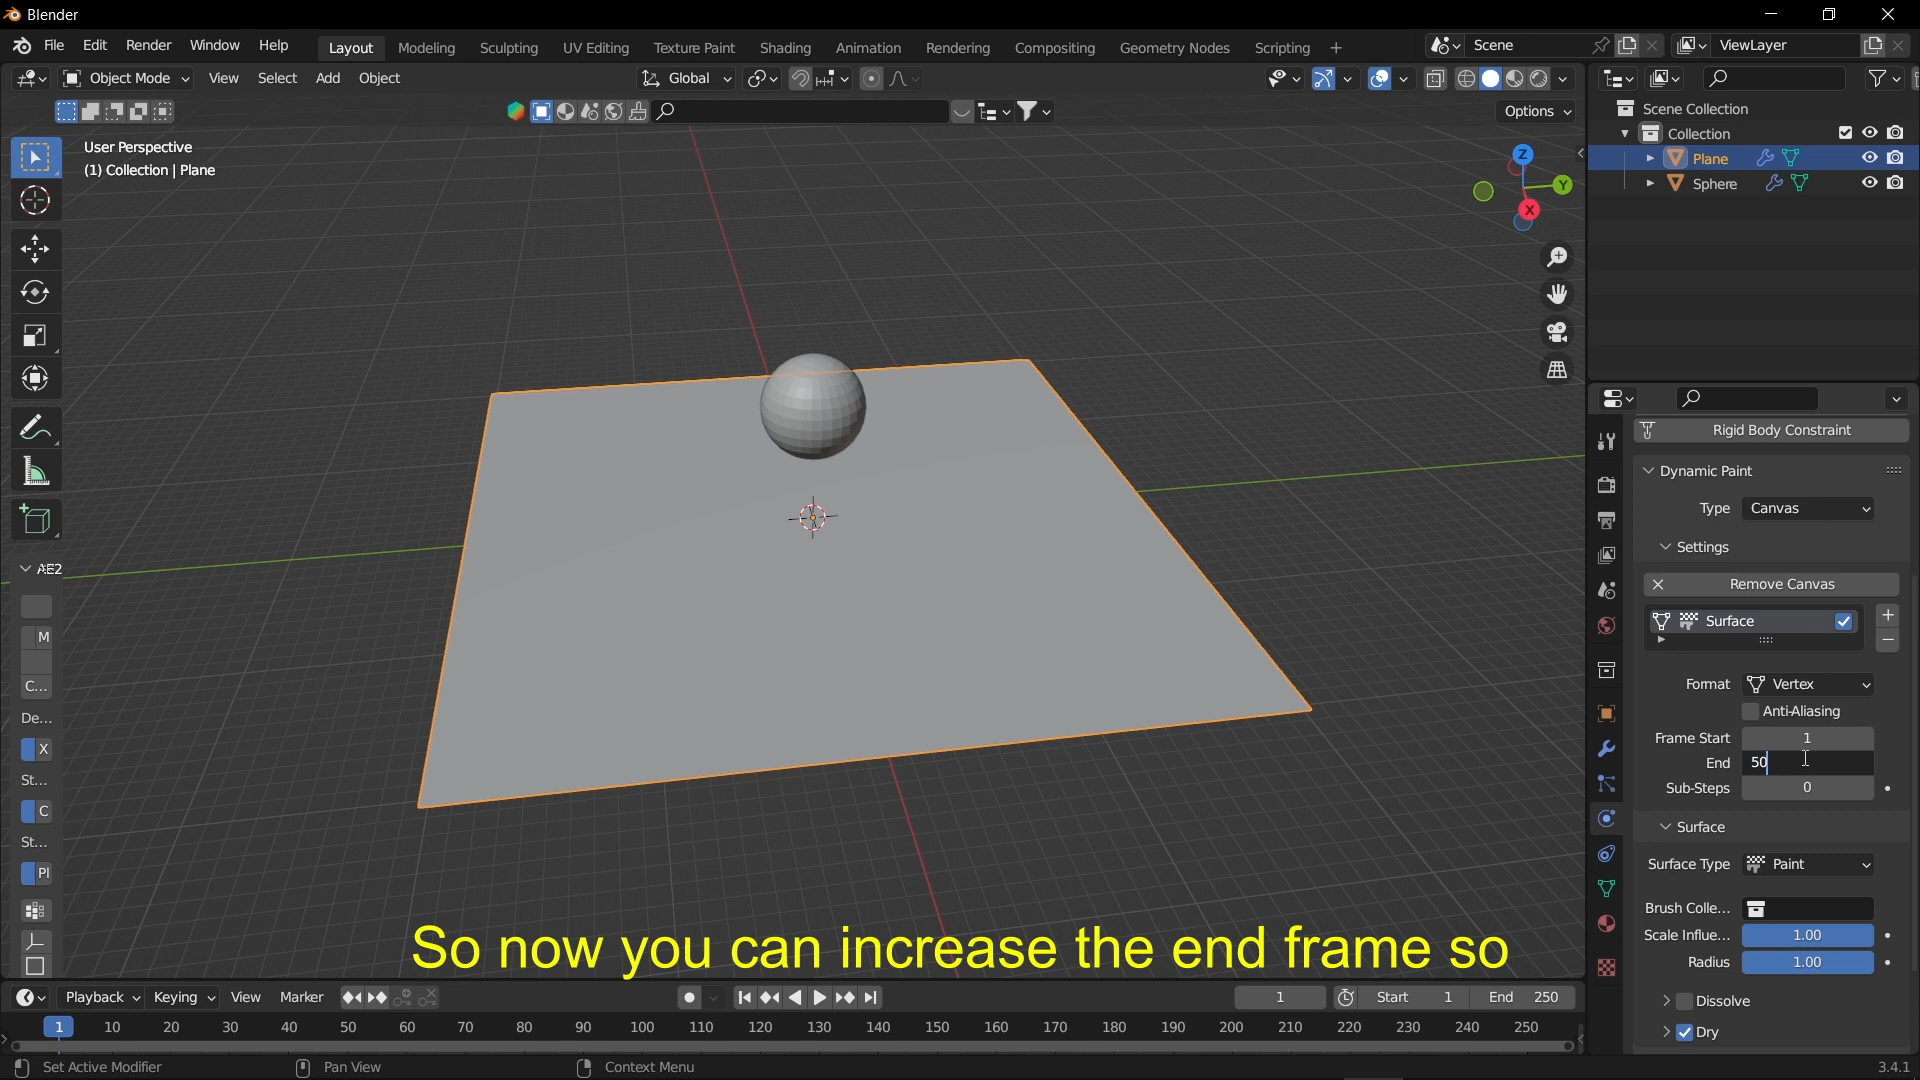 Blender
File Edit Render Window Help Layout Modeling Sculpting UV Editing Texture Paint Shading Animation Rendering Compositing Geometry Nodes Scripting + Scene ViewLayer
Object Mode View Select Add Object Global
Options
User Perspective
(1) Collection | Plane
Z
Y
X
Scene Collection
Collection
Plane
Sphere
Rigid Body Constraint
Dynamic Paint
Type Canvas
Settings
Remove Canvas
Surface
Format Vertex
Anti-Aliasing
Frame Start 1
End 50
Sub-Steps 0
Surface
Surface Type Paint
Brush Colle...
Scale Influe... 1.00
Radius 1.00
Dissolve
Dry
M
C...
De...
X
St...
C
St...
Pl
So now you can increase the end frame so
Playback Keying View Marker 1 Start 1 End 250
1 10 20 30 40 50 60 70 80 90 100 110 120 130 140 150 160 170 180 190 200 210 220 230 240 250
Set Active Modifier Pan View Context Menu 3.4.1